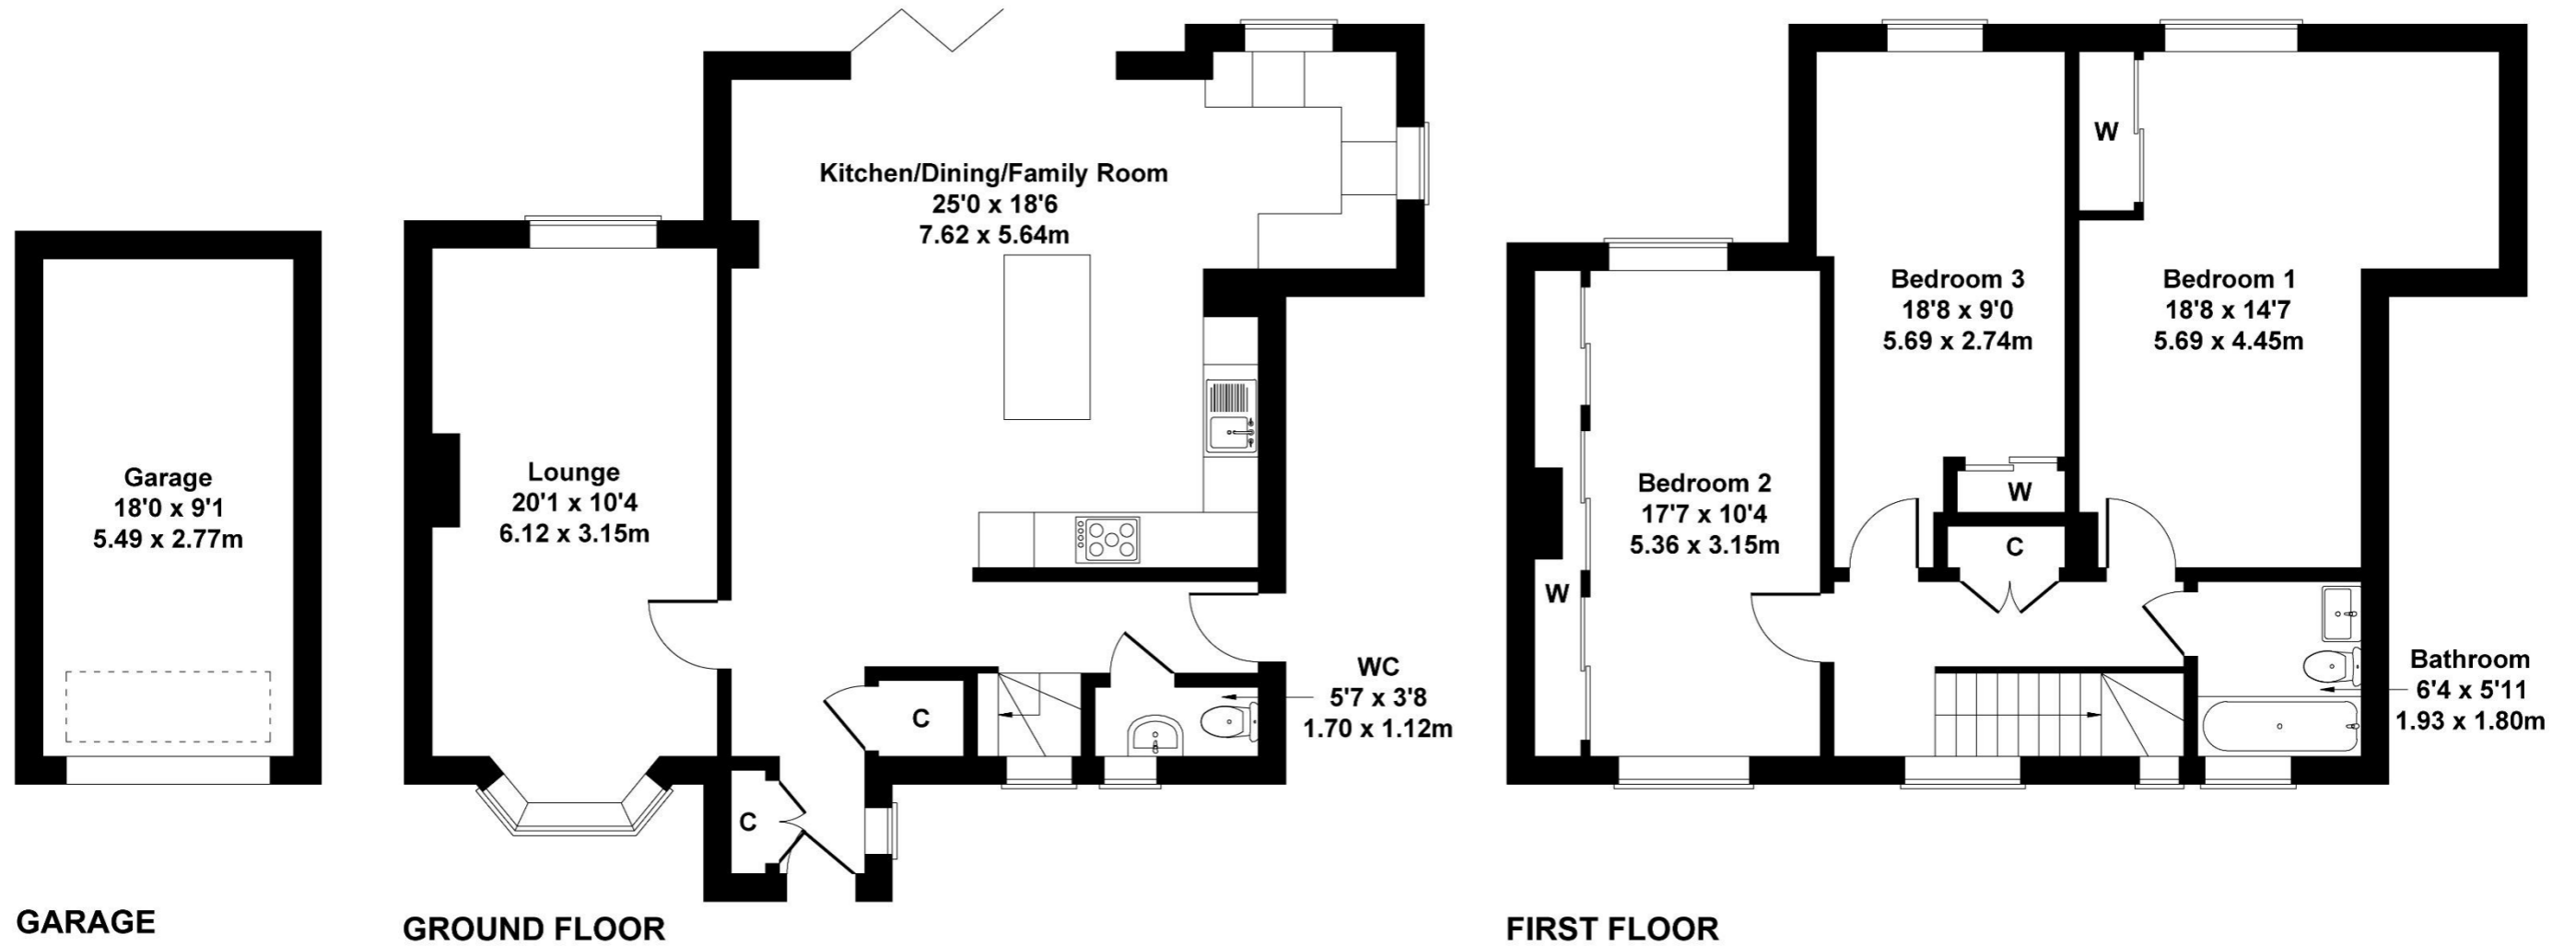 Garage
18'0 x 9'1
5.49 x 2.77m
GARAGE
Kitchen/Dining/Family Room
25'0 x 18'6
7.62 x 5.64m
Lounge
20'1 x 10'4
6.12 x 3.15m
C
C
WC
5'7 x 3'8
1.70 x 1.12m
GROUND FLOOR
W
Bedroom 3
18'8 x 9'0
5.69 x 2.74m
Bedroom 1
18'8 x 14'7
5.69 x 4.45m
Bedroom 2
17'7 x 10'4
5.36 x 3.15m
W
C
W
Bathroom
6'4 x 5'11
1.93 x 1.80m
FIRST FLOOR